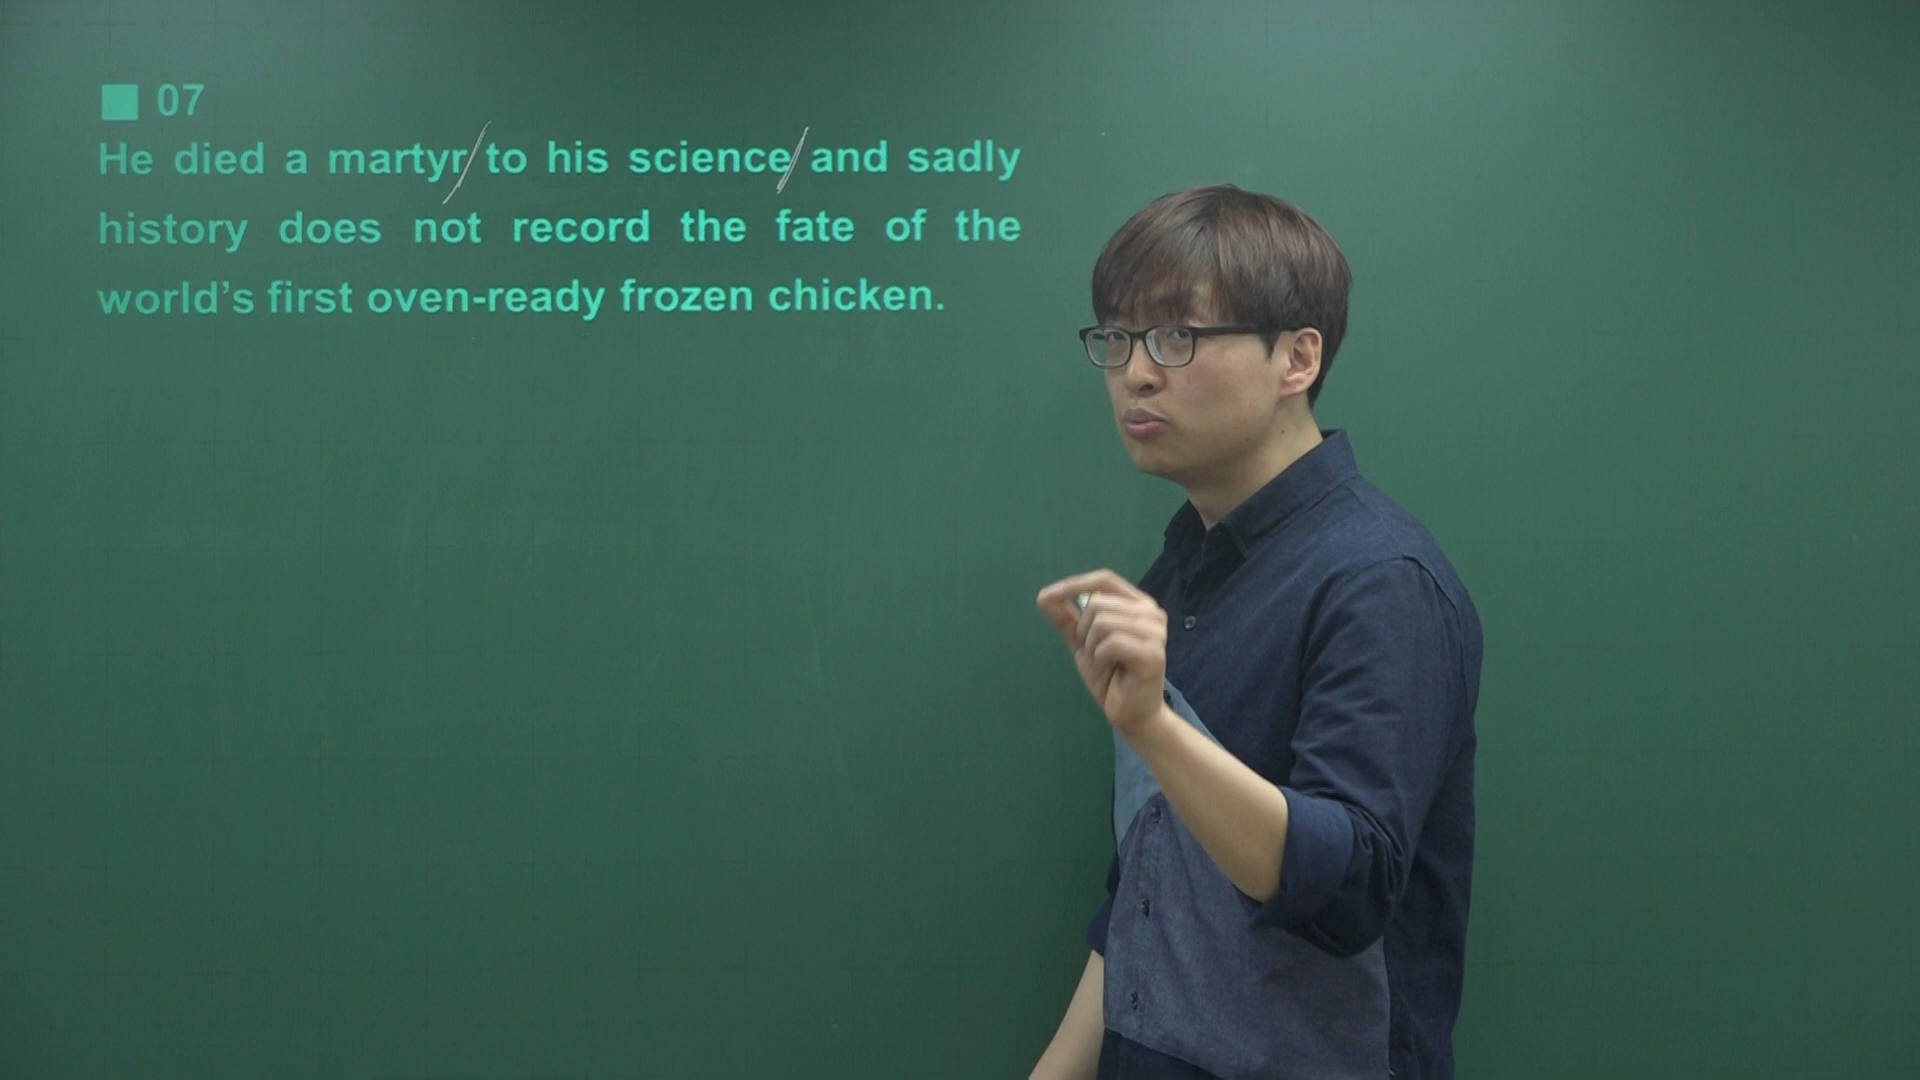 07
He died a martyr/to his science/and sadly
history does not record the fate of the
world's first oven-ready frozen chicken.